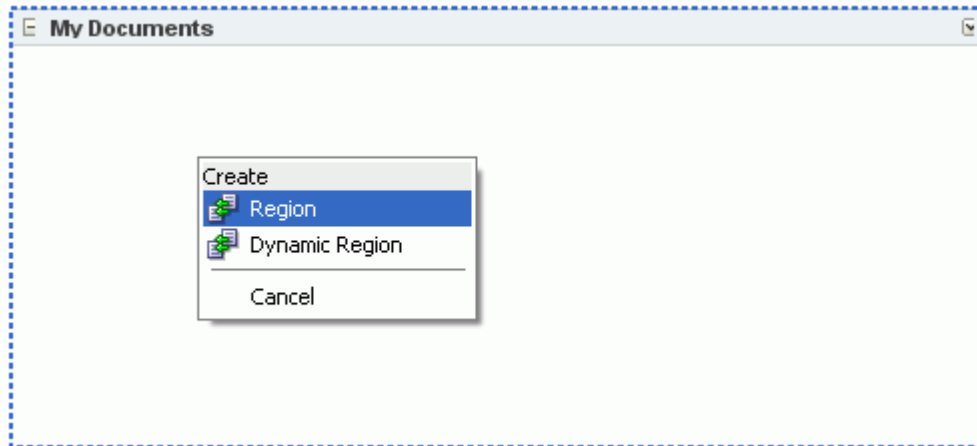 My Documents
Create
Region
Dynamic Region
Cancel